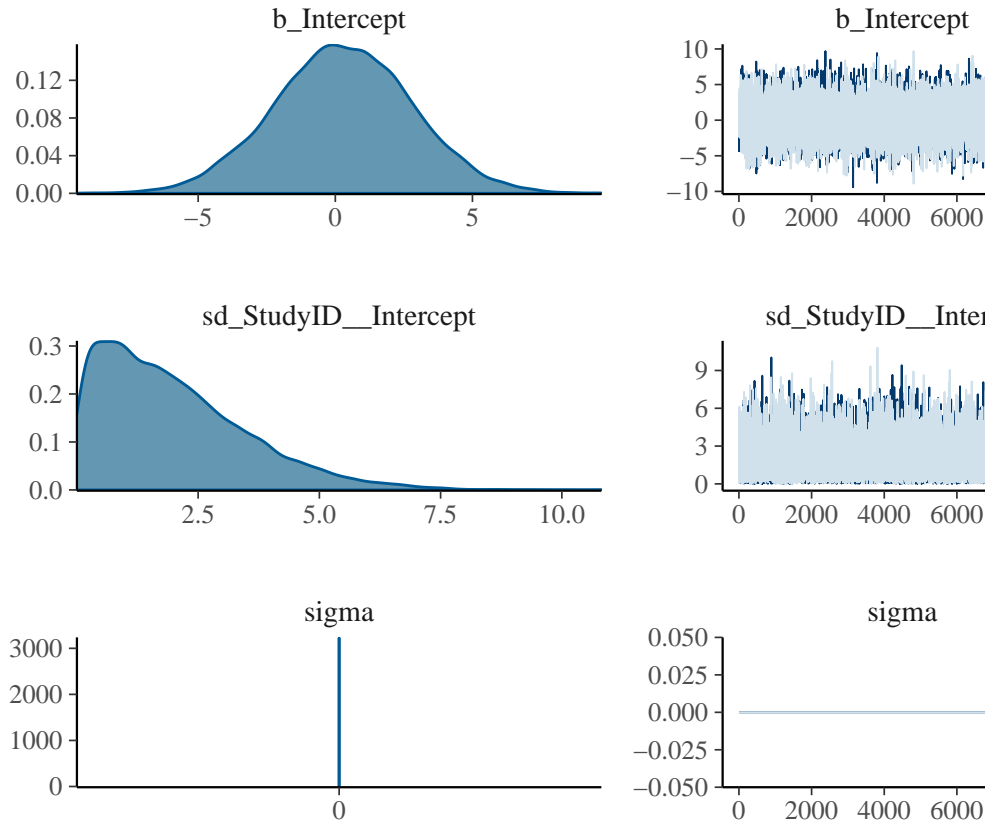 b_Intercept
0.12
0.08
0.04
0.00
−5 0 5
b_Intercept
10
5
0
−5
−10
0 2000 4000 6000
sd_StudyID__Intercept
0.3
0.2
0.1
0.0
2.5 5.0 7.5 10.0
sd_StudyID__Inter
9
6
3
0
0 2000 4000 6000
sigma
3000
2000
1000
0
0
sigma
0.050
0.025
0.000
−0.025
−0.050
0 2000 4000 6000